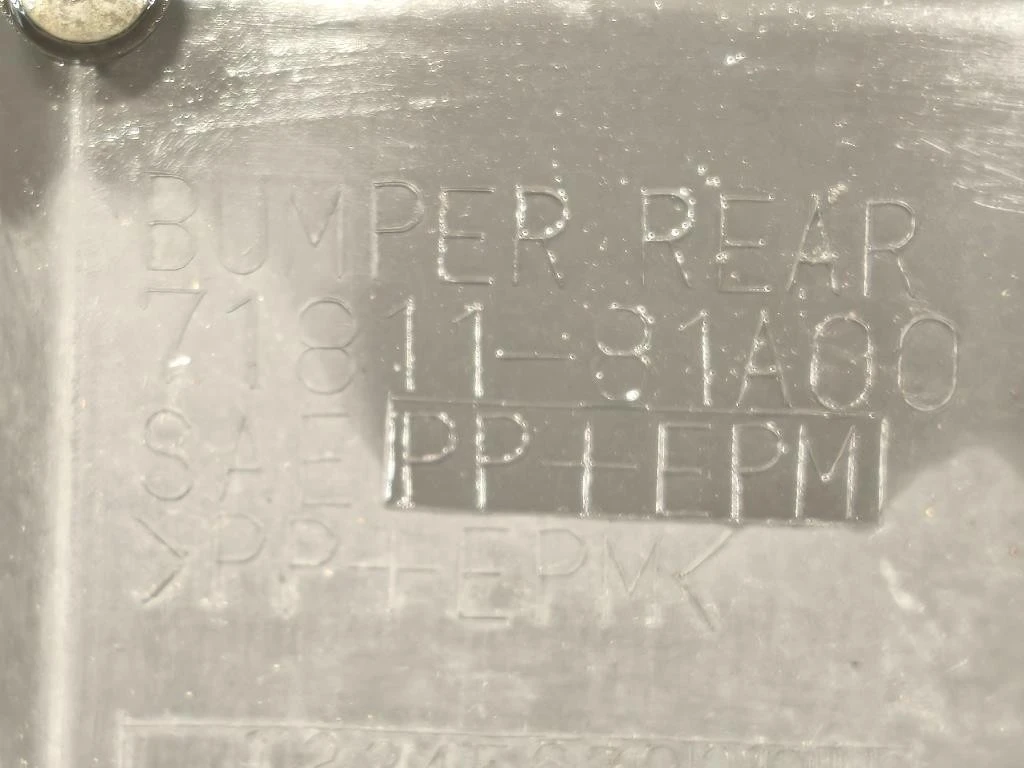 BUMPER REAR
71811-81A00
SAE PP+EPM
>PP+EPM<